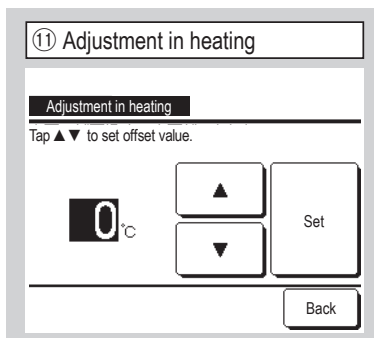 ⑪ Adjustment in heating
Adjustment in heating
Tap ▲▼ to set offset value.
▲
0°C
Set
▼
Back